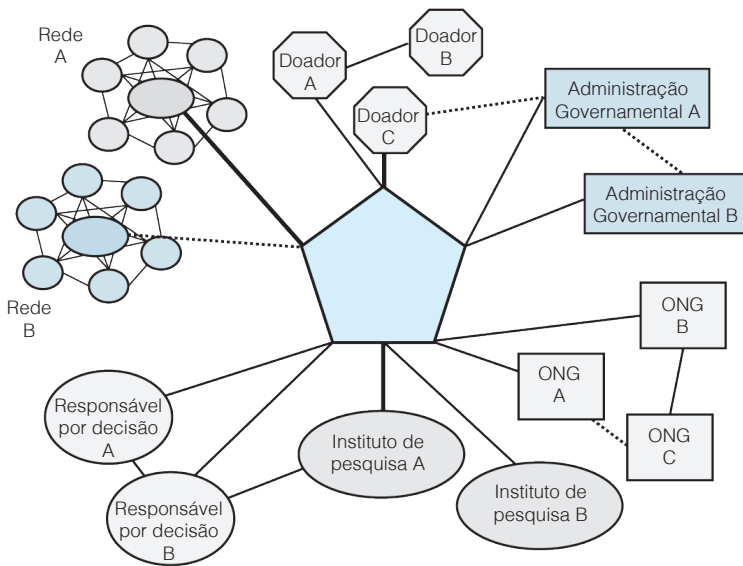 Rede
A
Doador
A
Doador
B
Doador
C
Administração
Governamental A
Administração
Governamental B
Rede
B
ONG
B
ONG
A
ONG
C
Responsável
por decisão
A
Instituto de
pesquisa A
Responsável
por decisão
B
Instituto de
pesquisa B